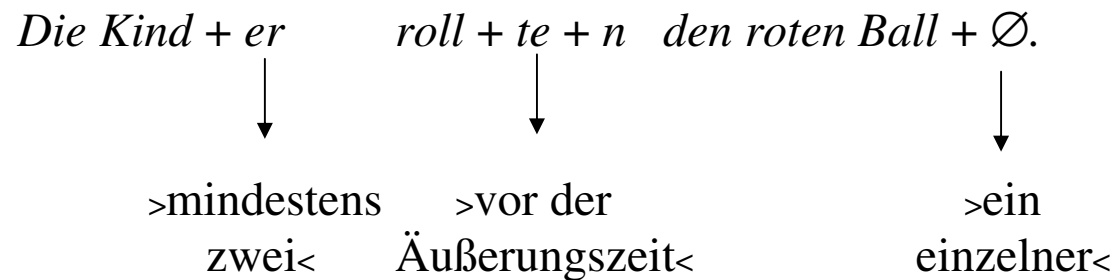 Die Kind + er roll + te + n den roten Ball + ∅.
>mindestens >vor der >ein
zwei< Äußerungszeit< einzelner<